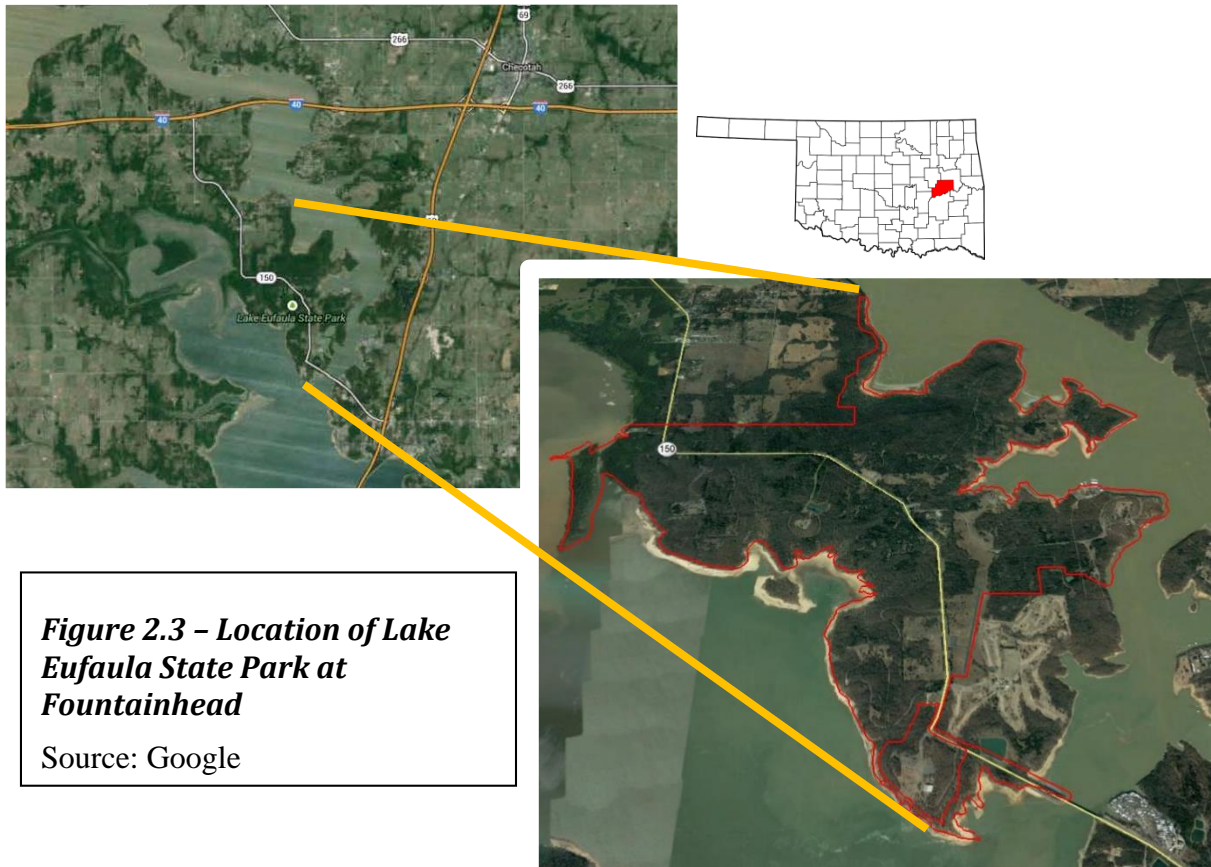 69
266
Checotah
266
40
40
40
150
Lake Eufaula State Park
150
Figure 2.3 – Location of Lake
Eufaula State Park at
Fountainhead
Source: Google